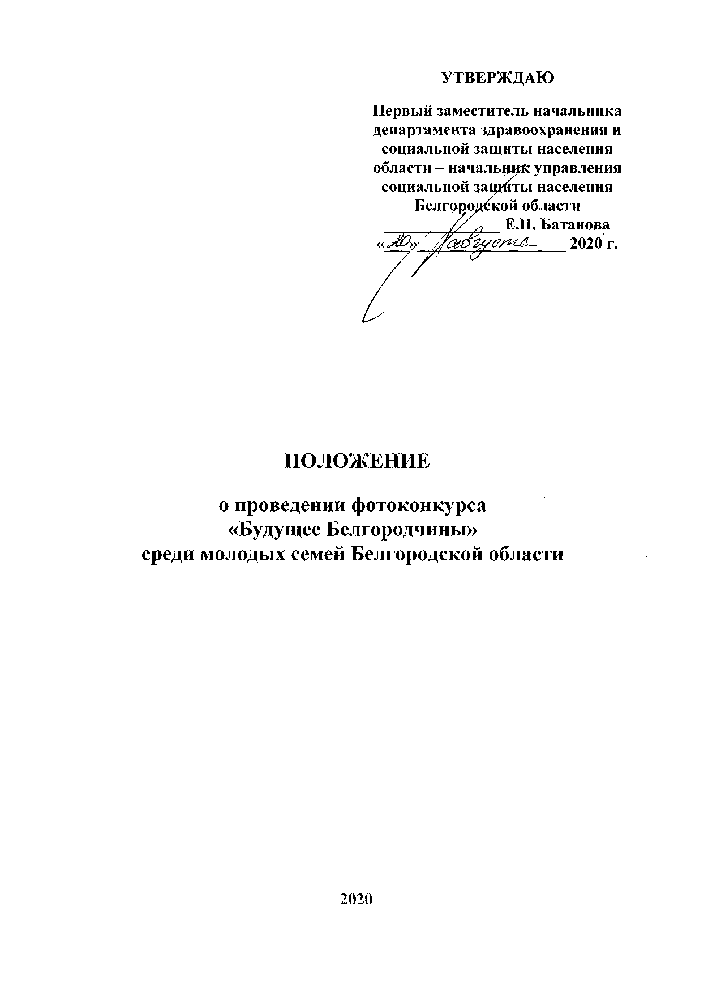 УТВЕРЖДАЮ
Первый заместитель начальника
департамента здравоохранения и
социальной защиты населения
области – начальник управления
социальной защиты населения
Белгородской области
______________ Е.П. Батанова
«20» августа 2020 г.
ПОЛОЖЕНИЕ
о проведении фотоконкурса
«Будущее Белгородчины»
среди молодых семей Белгородской области
2020